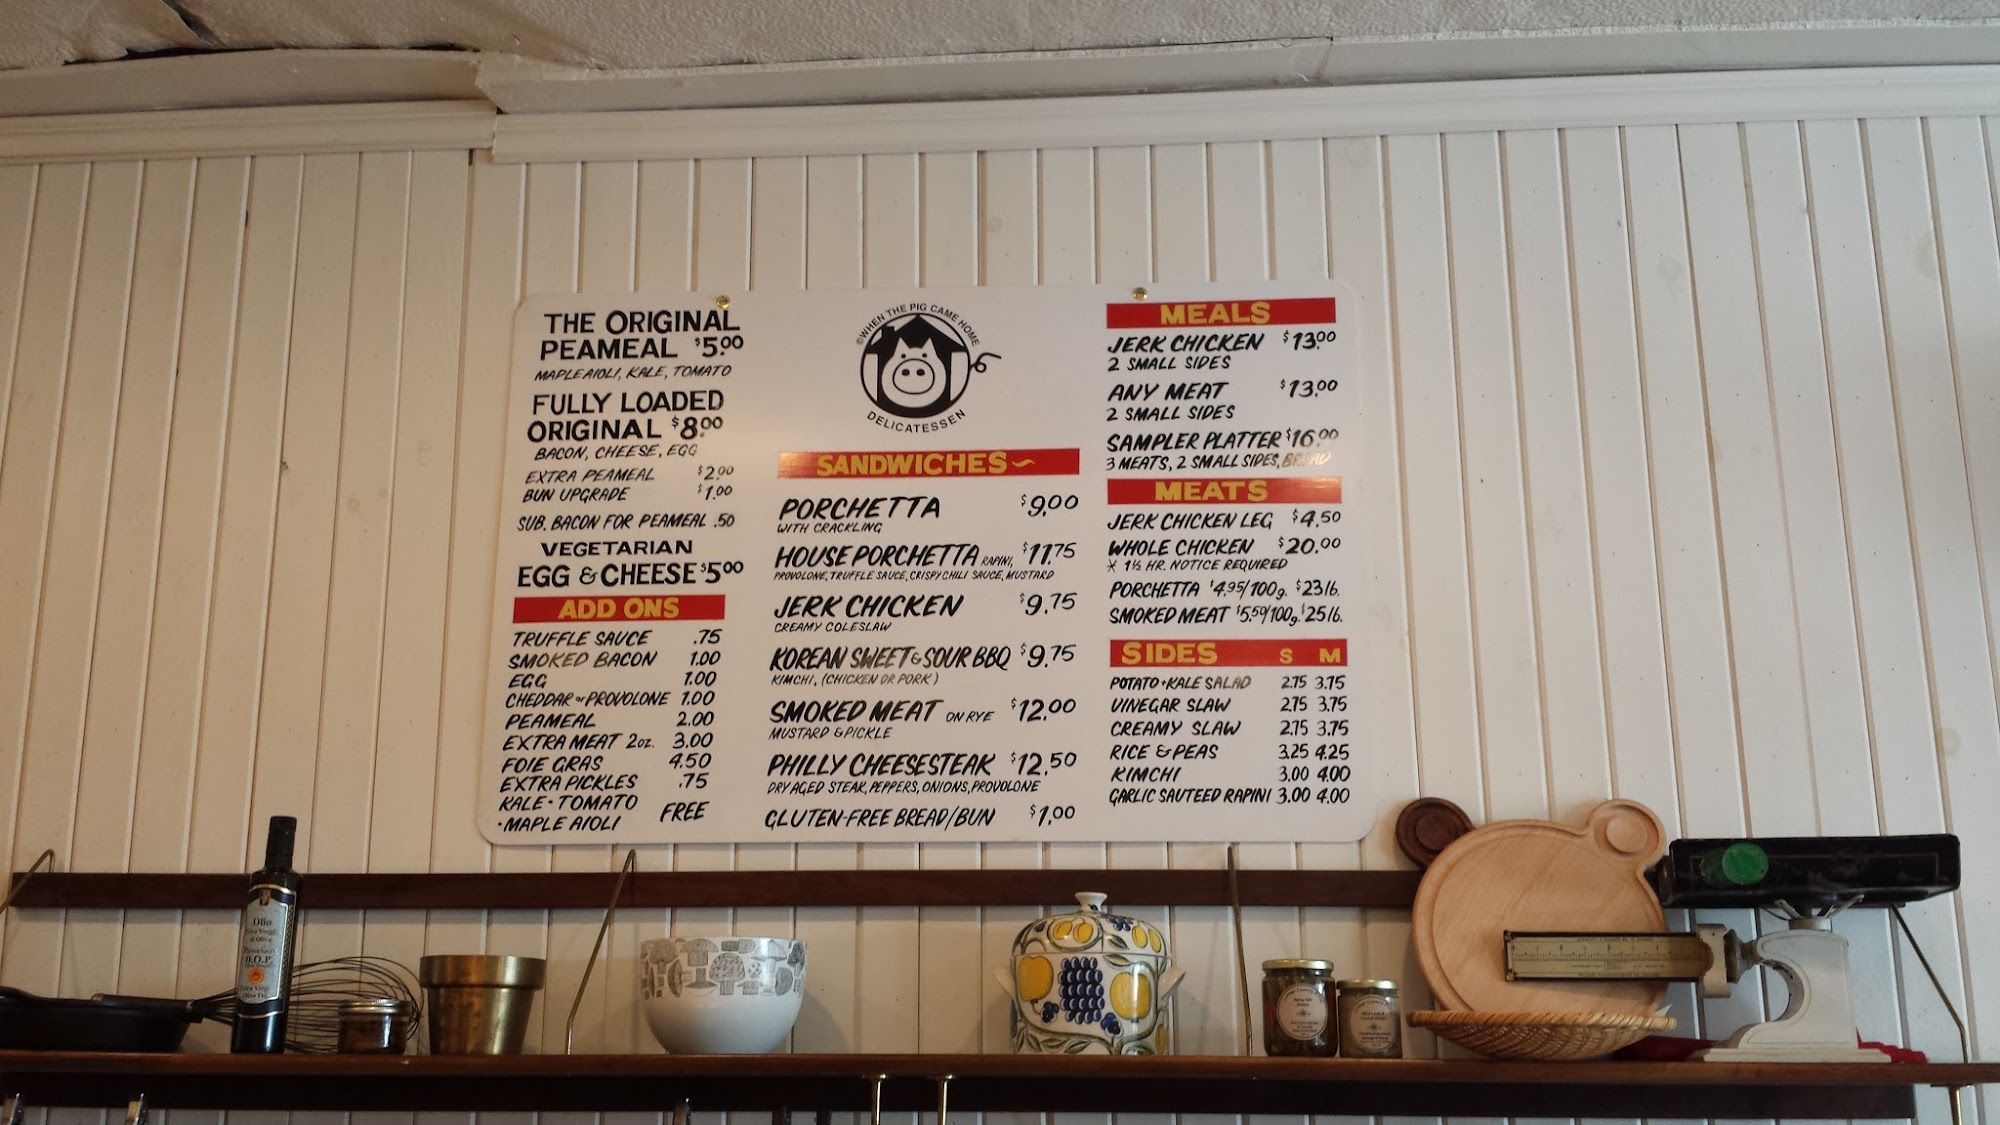 THE ORIGINAL
PEAMEAL $5.00
MAPLE AIOLI, KALE, TOMATO
FULLY LOADED
ORIGINAL $8.00
BACON, CHEESE, EGG
EXTRA PEAMEAL $2.00
BUN UPGRADE $1.00
SUB. BACON FOR PEAMEAL .50
VEGETARIAN
EGG & CHEESE $5.00
ADD ONS
TRUFFLE SAUCE .75
SMOKED BACON 1.00
EGG 1.00
CHEDDAR or PROVOLONE 1.00
PEAMEAL 2.00
EXTRA MEAT 2oz. 3.00
FOIE GRAS 4.50
EXTRA PICKLES .75
KALE · TOMATO
· MAPLE AIOLI FREE
©WHEN THE PIG CAME HOME
DELICATESSEN
SANDWICHES
PORCHETTA $9.00
WITH CRACKLING
HOUSE PORCHETTA RAPINI, $11.75
PROVOLONE, TRUFFLE SAUCE, CRISPY CHILI SAUCE, MUSTARD
JERK CHICKEN $9.75
CREAMY COLESLAW
KOREAN SWEET & SOUR BBQ $9.75
KIMCHI, (CHICKEN OR PORK)
SMOKED MEAT ON RYE $12.00
MUSTARD & PICKLE
PHILLY CHEESESTEAK $12.50
DRY AGED STEAK, PEPPERS, ONIONS, PROVOLONE
GLUTEN-FREE BREAD/BUN $1.00
MEALS
JERK CHICKEN $13.00
2 SMALL SIDES
ANY MEAT $13.00
2 SMALL SIDES
SAMPLER PLATTER $16.00
3 MEATS, 2 SMALL SIDES, BREAD
MEATS
JERK CHICKEN LEG $4.50
WHOLE CHICKEN $20.00
* 1½ HR. NOTICE REQUIRED
PORCHETTA $4.95/100g. $23lb.
SMOKED MEAT $5.50/100g. $25lb.
SIDES S M
POTATO + KALE SALAD 2.75 3.75
VINEGAR SLAW 2.75 3.75
CREAMY SLAW 2.75 3.75
RICE & PEAS 3.25 4.25
KIMCHI 3.00 4.00
GARLIC SAUTEED RAPINI 3.00 4.00
Olio
D.O.P.